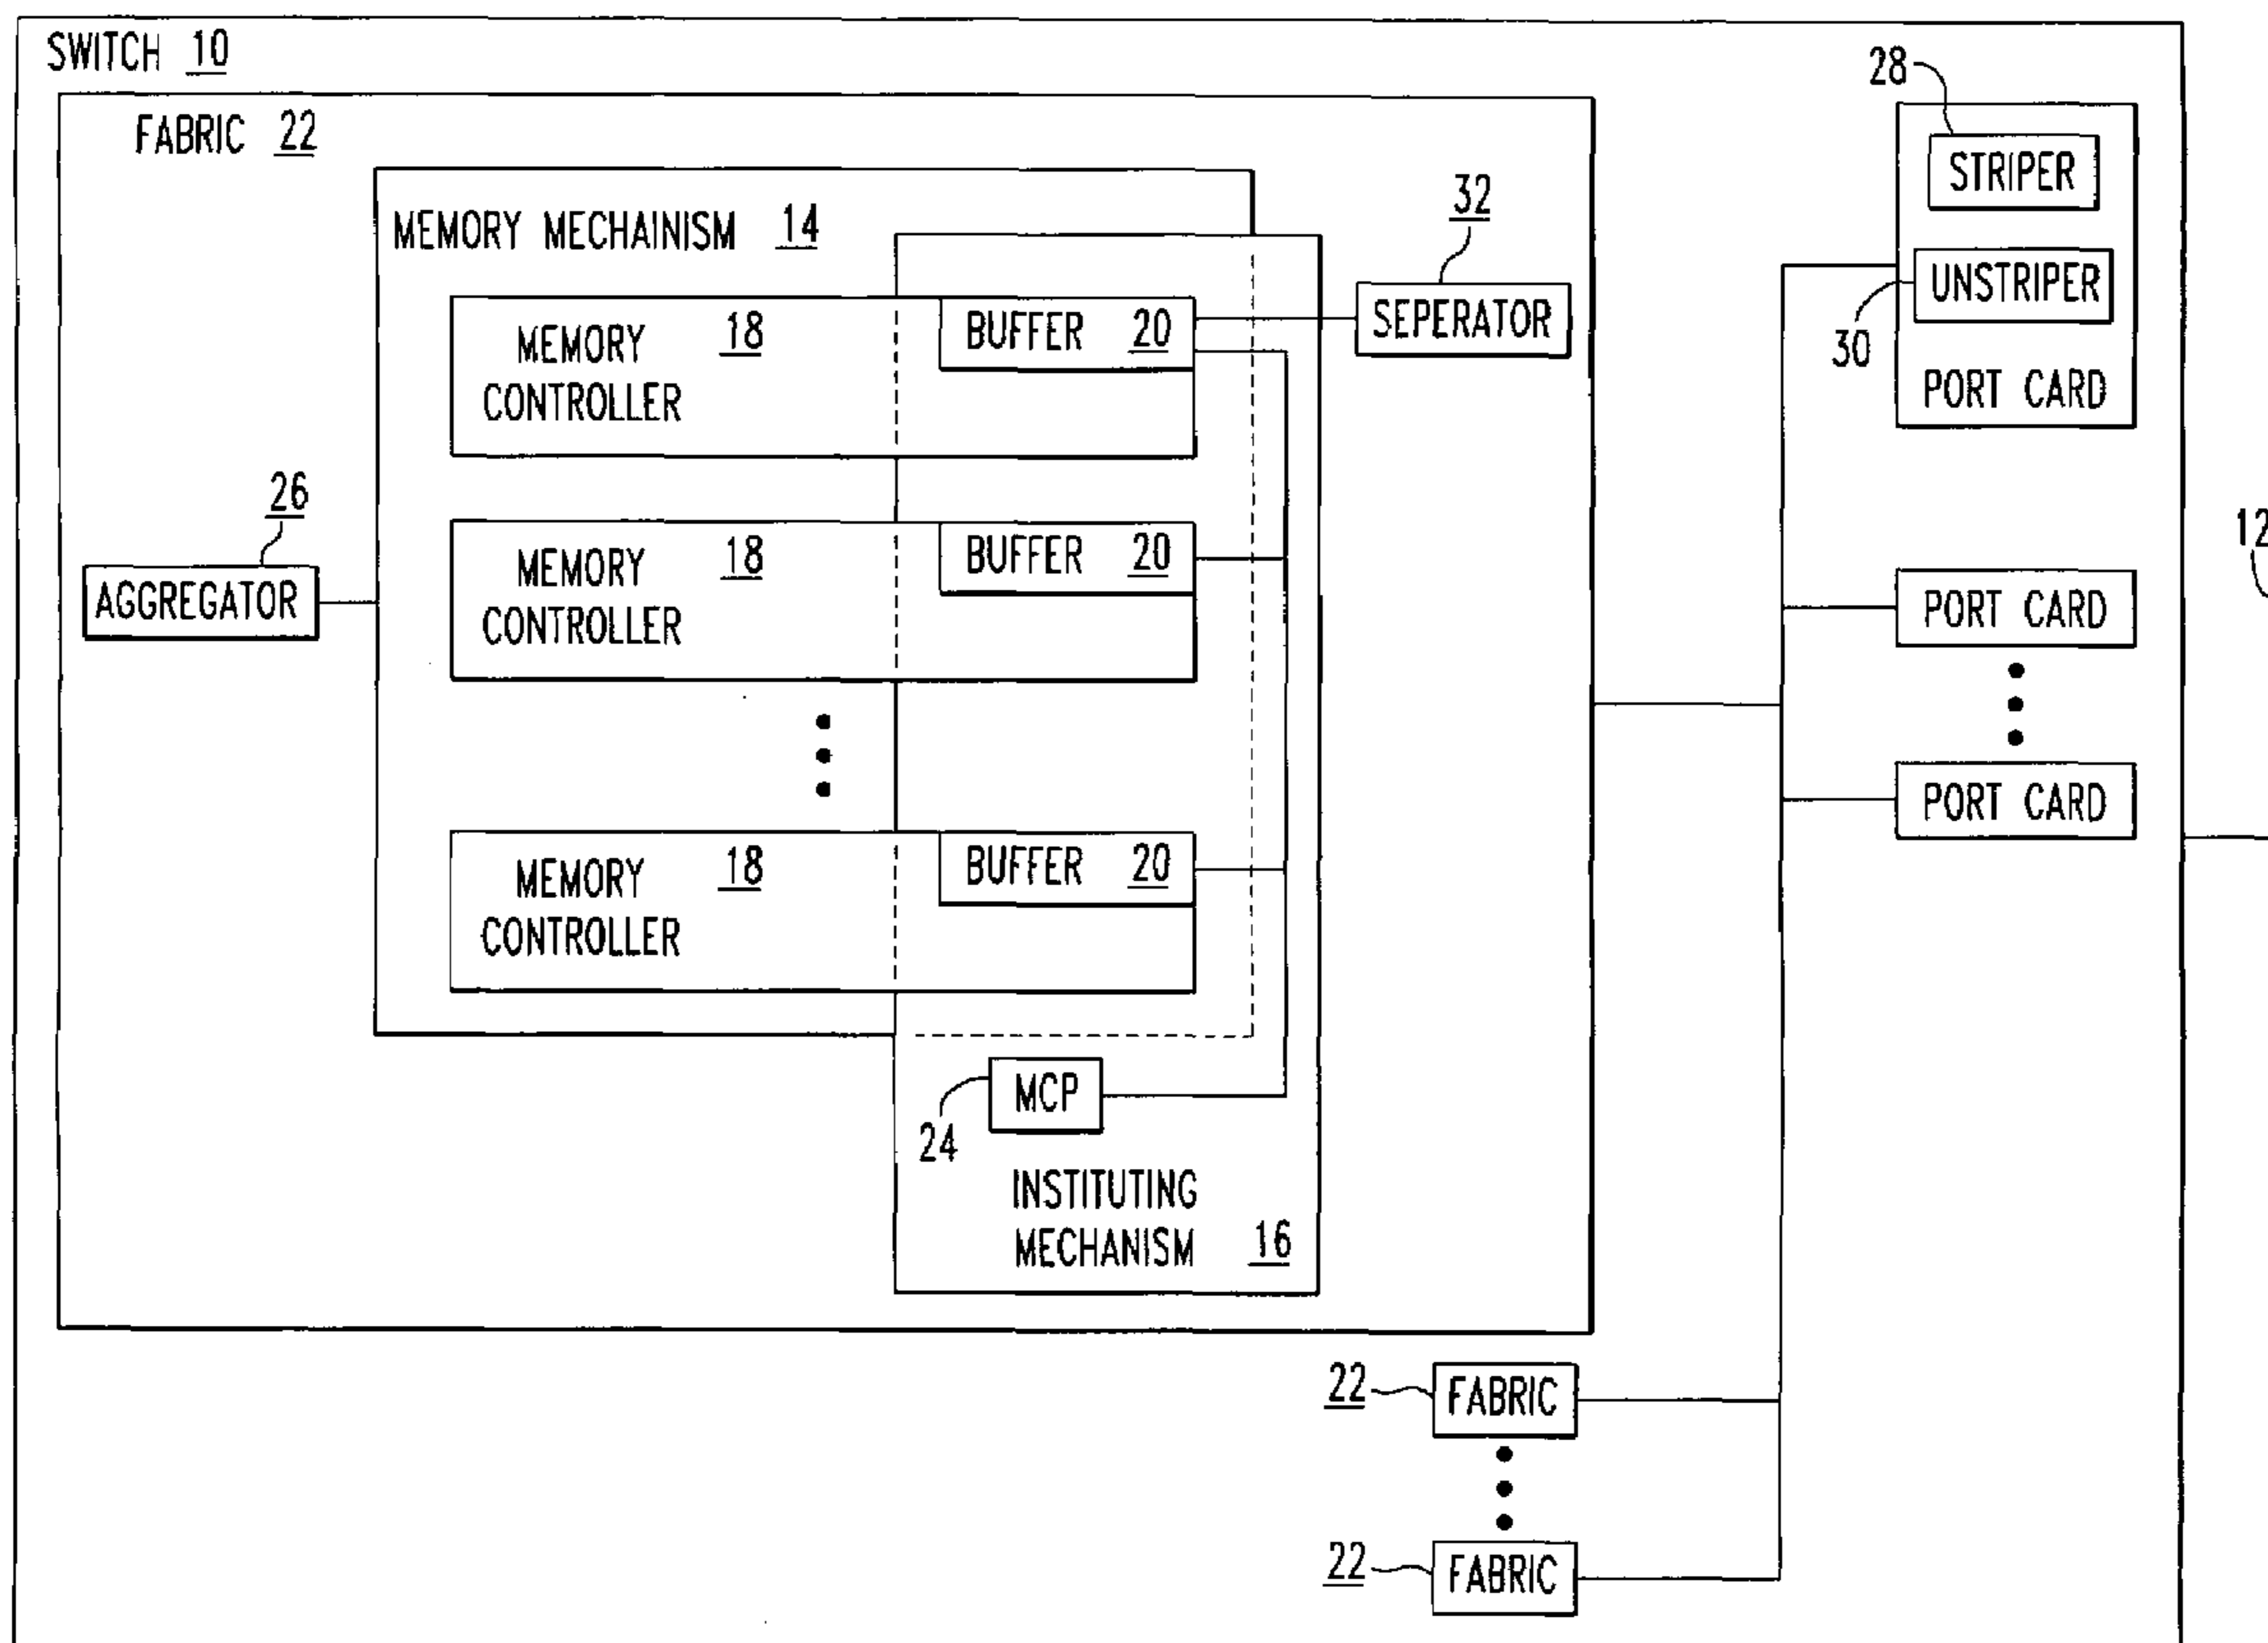 SWITCH 10
FABRIC 22
MEMORY MECHAINISM 14
MEMORY
CONTROLLER
18
BUFFER 20
32
SEPERATOR
28
STRIPER
UNSTRIPER
30
PORT CARD
26
AGGREGATOR
MEMORY
CONTROLLER
18
BUFFER 20
12
PORT CARD
PORT CARD
MEMORY
CONTROLLER
18
BUFFER 20
MCP
24
INSTITUTING
MECHANISM 16
22 FABRIC
22 FABRIC